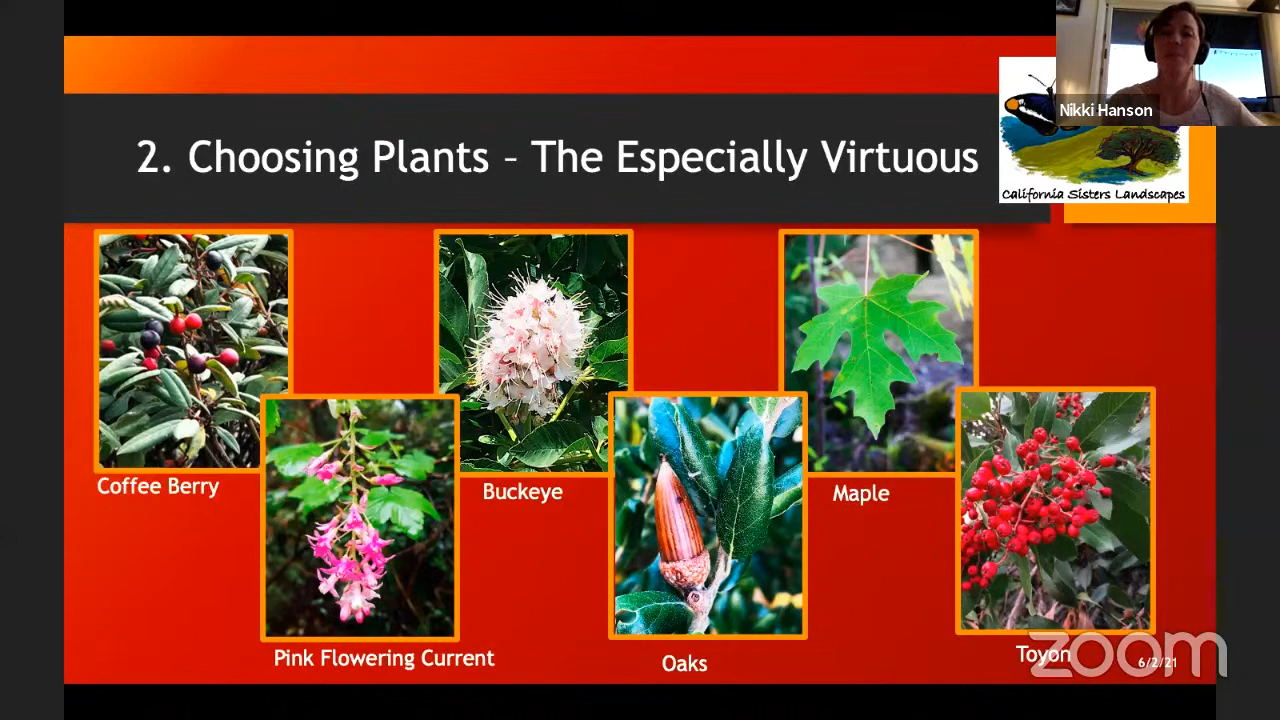 2. Choosing Plants – The Especially Virtuous
Nikki Hanson
California Sisters Landscapes
Coffee Berry
Buckeye
Maple
Pink Flowering Current
Oaks
Toyon
6/2/21
zoom